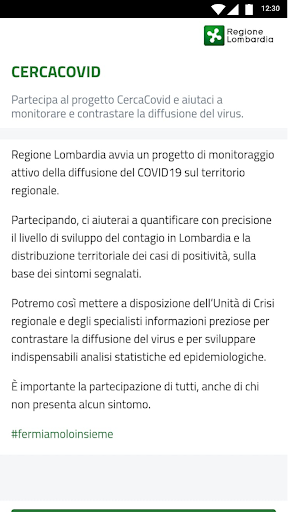 12:30
Regione
Lombardia
CERCACOVID
Partecipa al progetto CercaCovid e aiutaci a
monitorare e contrastare la diffusione del virus.
Regione Lombardia avvia un progetto di monitoraggio
attivo della diffusione del COVID19 sul territorio
regionale.
Partecipando, ci aiuterai a quantificare con precisione
il livello di sviluppo del contagio in Lombardia e la
distribuzione territoriale dei casi di positività, sulla
base dei sintomi segnalati.
Potremo così mettere a disposizione dell'Unità di Crisi
regionale e degli specialisti informazioni preziose per
contrastare la diffusione del virus e per sviluppare
indispensabili analisi statistiche ed epidemiologiche.
È importante la partecipazione di tutti, anche di chi
non presenta alcun sintomo.
#fermiamoloinsieme